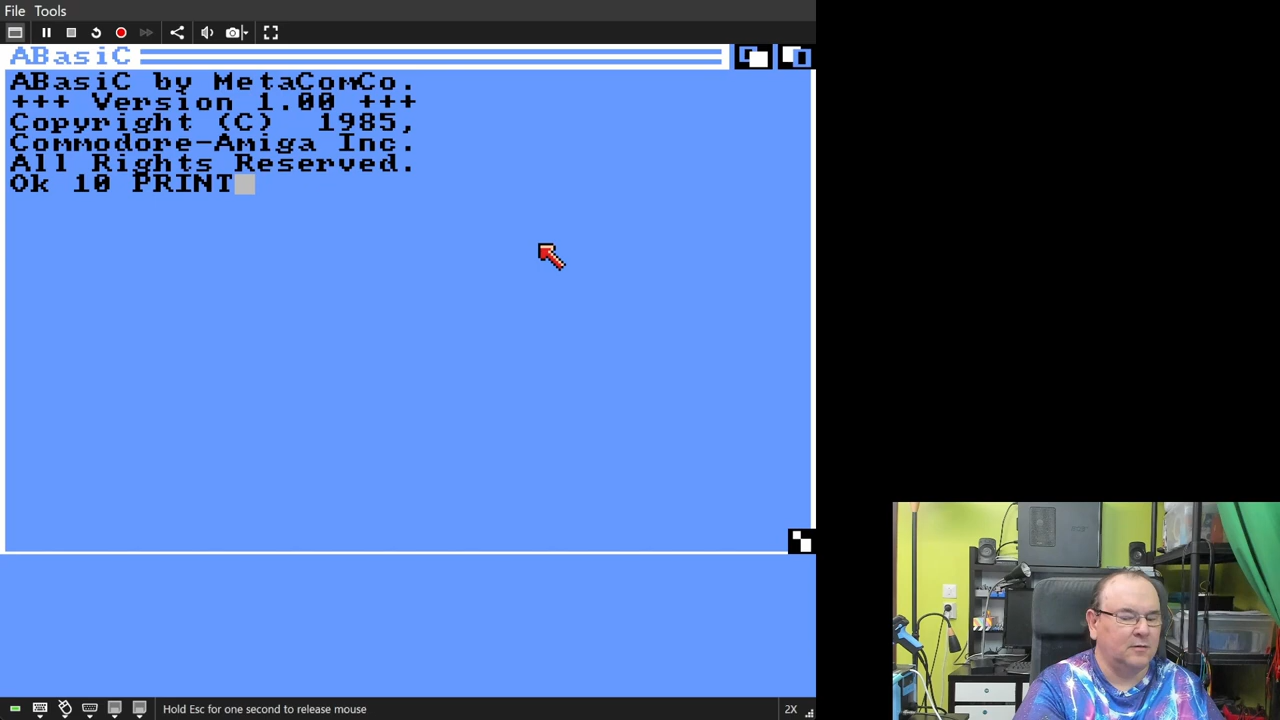 File Tools
ABasiC
ABasiC by MetaComCo.
+++ Version 1.00 +++
Copyright (C)  1985,
Commodore-Amiga Inc.
All Rights Reserved.
Ok 10 PRINT
Hold Esc for one second to release mouse
2X